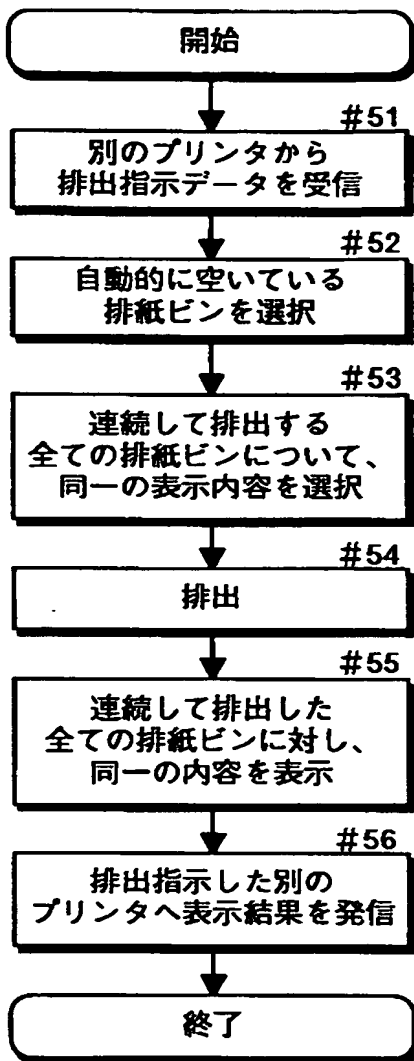 開始
#51
別のプリンタから
排出指示データを受信
#52
自動的に空いている
排紙ビンを選択
#53
連続して排出する
全ての排紙ビンについて、
同一の表示内容を選択
#54
排出
#55
連続して排出した
全ての排紙ビンに対し、
同一の内容を表示
#56
排出指示した別の
プリンタへ表示結果を発信
終了